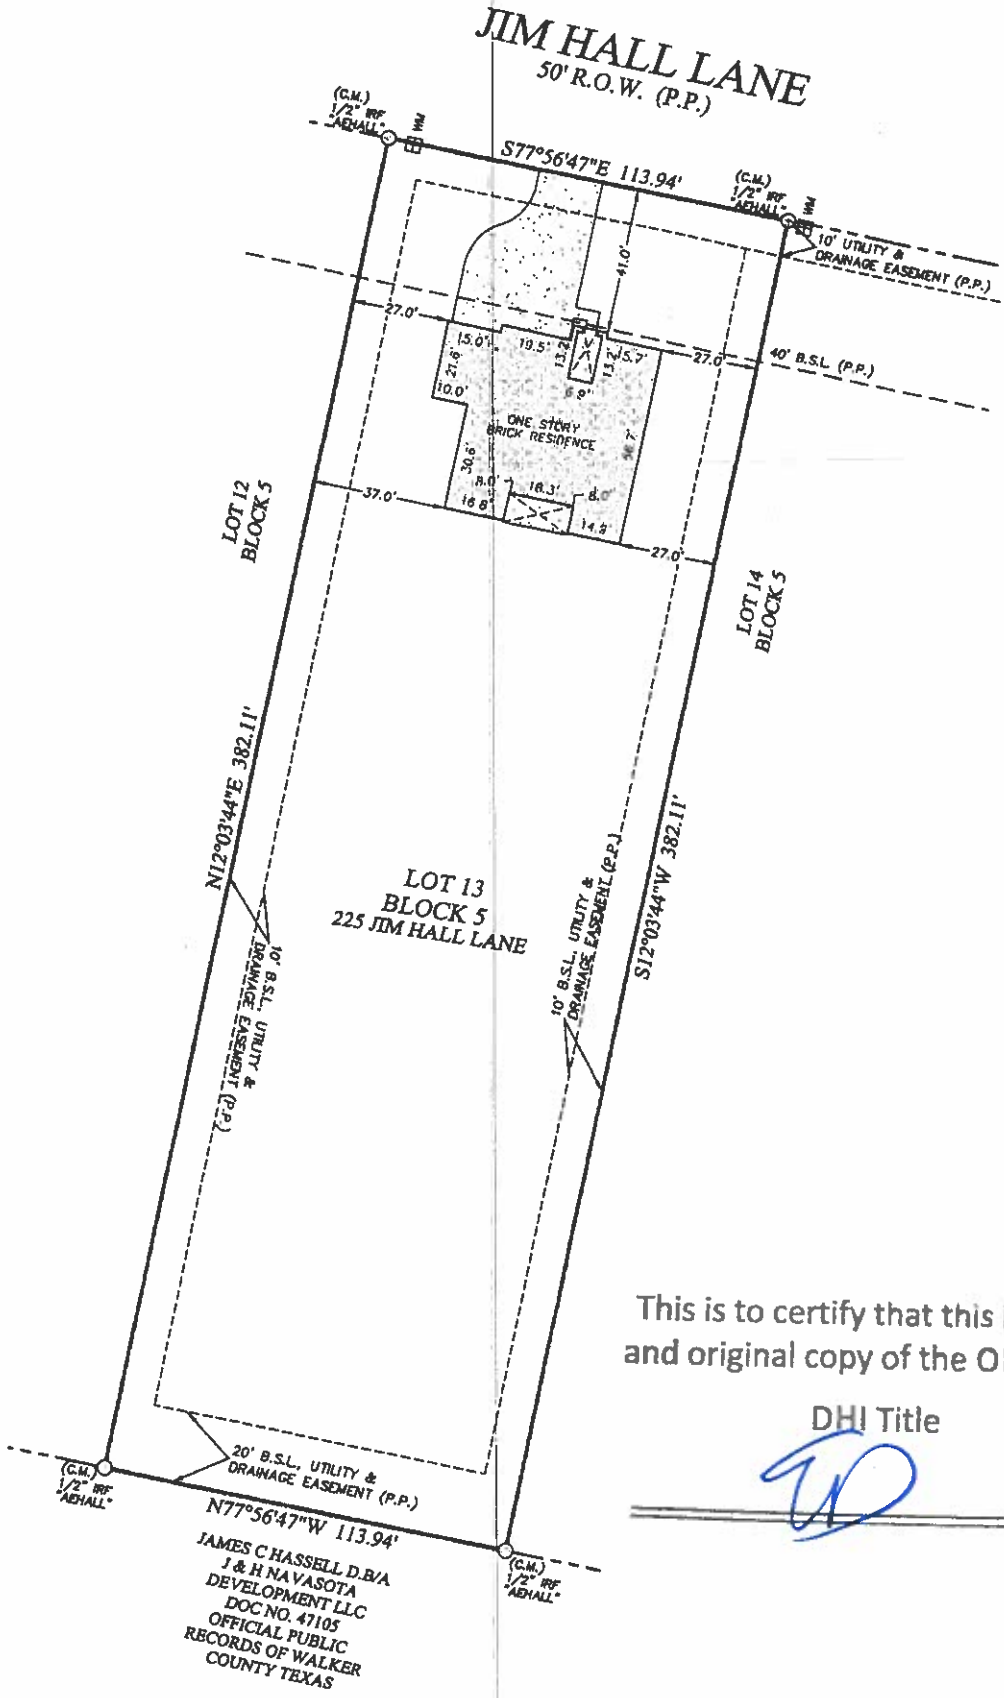 JIM HALL LANE
50' R.O.W. (P.P.)
(C.M.)
1/2" IRF
"AEHALL"
WM
S77°56'47"E 113.94'
(C.M.)
1/2" IRF
"AEHALL"
WM
10' UTILITY &
DRAINAGE EASEMENT (P.P.)
41.0'
27.0'
15.0'
19.5'
13.2'
13.2'
15.7'
27.0'
40' B.S.L. (P.P.)
21.6'
10.0'
6.9'
ONE STORY
BRICK RESIDENCE
30.6'
8.0'
18.3'
8.0'
37.0'
16.8'
27.0'
LOT 12
BLOCK 5
LOT 14
BLOCK 5
N12°03'44"E 382.11'
S12°03'44"W 382.11'
LOT 13
BLOCK 5
225 JIM HALL LANE
10' B.S.L., UTILITY &
DRAINAGE EASEMENT (P.P.)
10' B.S.L., UTILITY &
DRAINAGE EASEMENT (P.P.)
This is to certify that this
and original copy of the
DHI Title
20' B.S.L., UTILITY &
DRAINAGE EASEMENT (P.P.)
(C.M.)
1/2" IRF
"AEHALL"
N77°56'47"W 113.94'
(C.M.)
1/2" IRF
"AEHALL"
JAMES C HASSELL D.B/A
J & H NAVASOTA
DEVELOPMENT LLC
DOC NO. 47105
OFFICIAL PUBLIC
RECORDS OF WALKER
COUNTY TEXAS